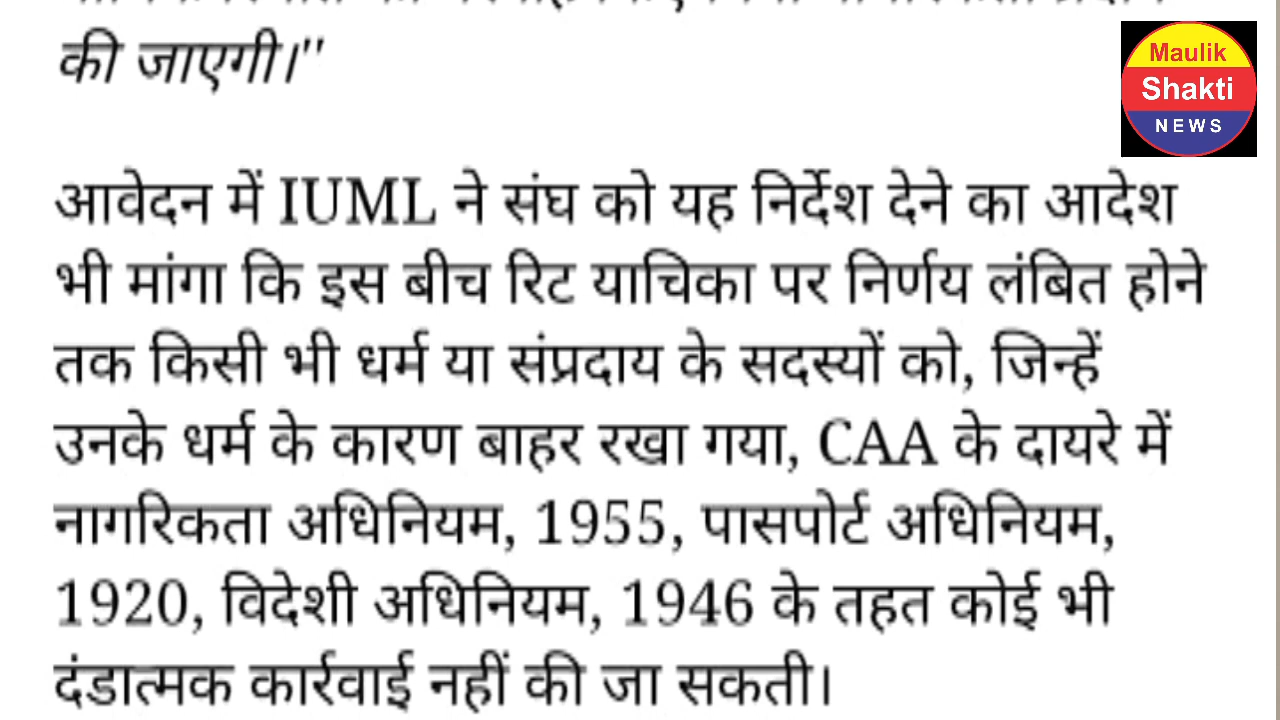 की जाएगी।"
Maulik
Shakti
NEWS
आवेदन में IUML ने संघ को यह निर्देश देने का आदेश
भी मांगा कि इस बीच रिट याचिका पर निर्णय लंबित होने
तक किसी भी धर्म या संप्रदाय के सदस्यों को, जिन्हें
उनके धर्म के कारण बाहर रखा गया, CAA के दायरे में
नागरिकता अधिनियम, 1955, पासपोर्ट अधिनियम,
1920, विदेशी अधिनियम, 1946 के तहत कोई भी
दंडात्मक कार्रवाई नहीं की जा सकती।